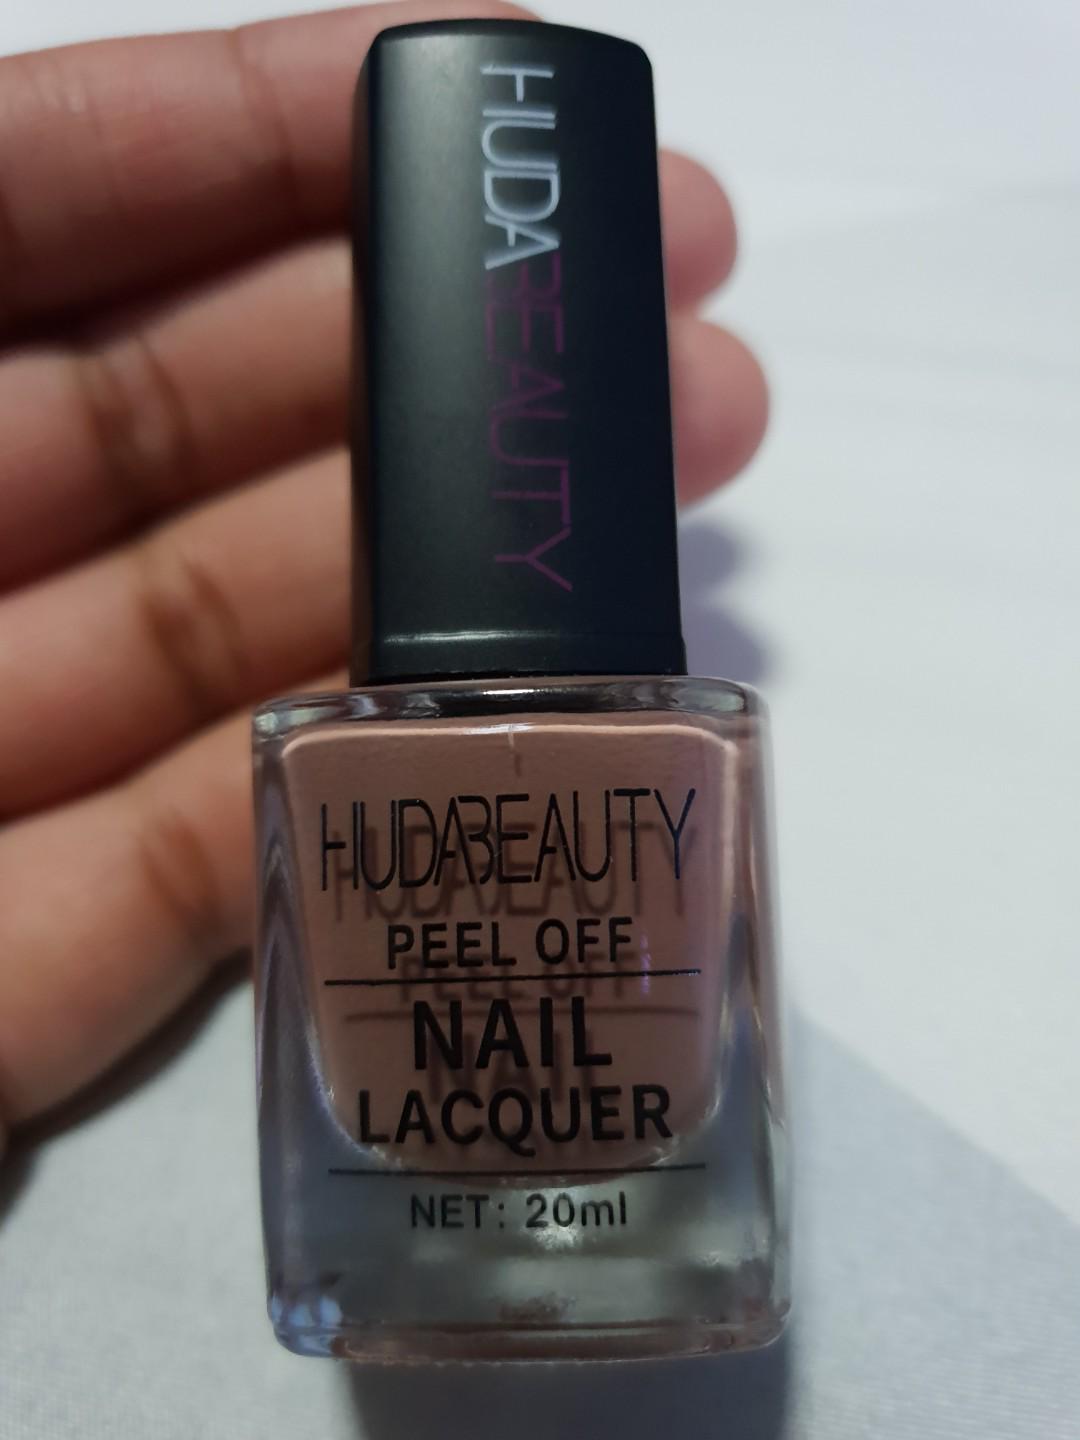 HUDABEAUTY
HUDABEAUTY
PEEL OFF
NAIL
LACQUER
NET: 20ml